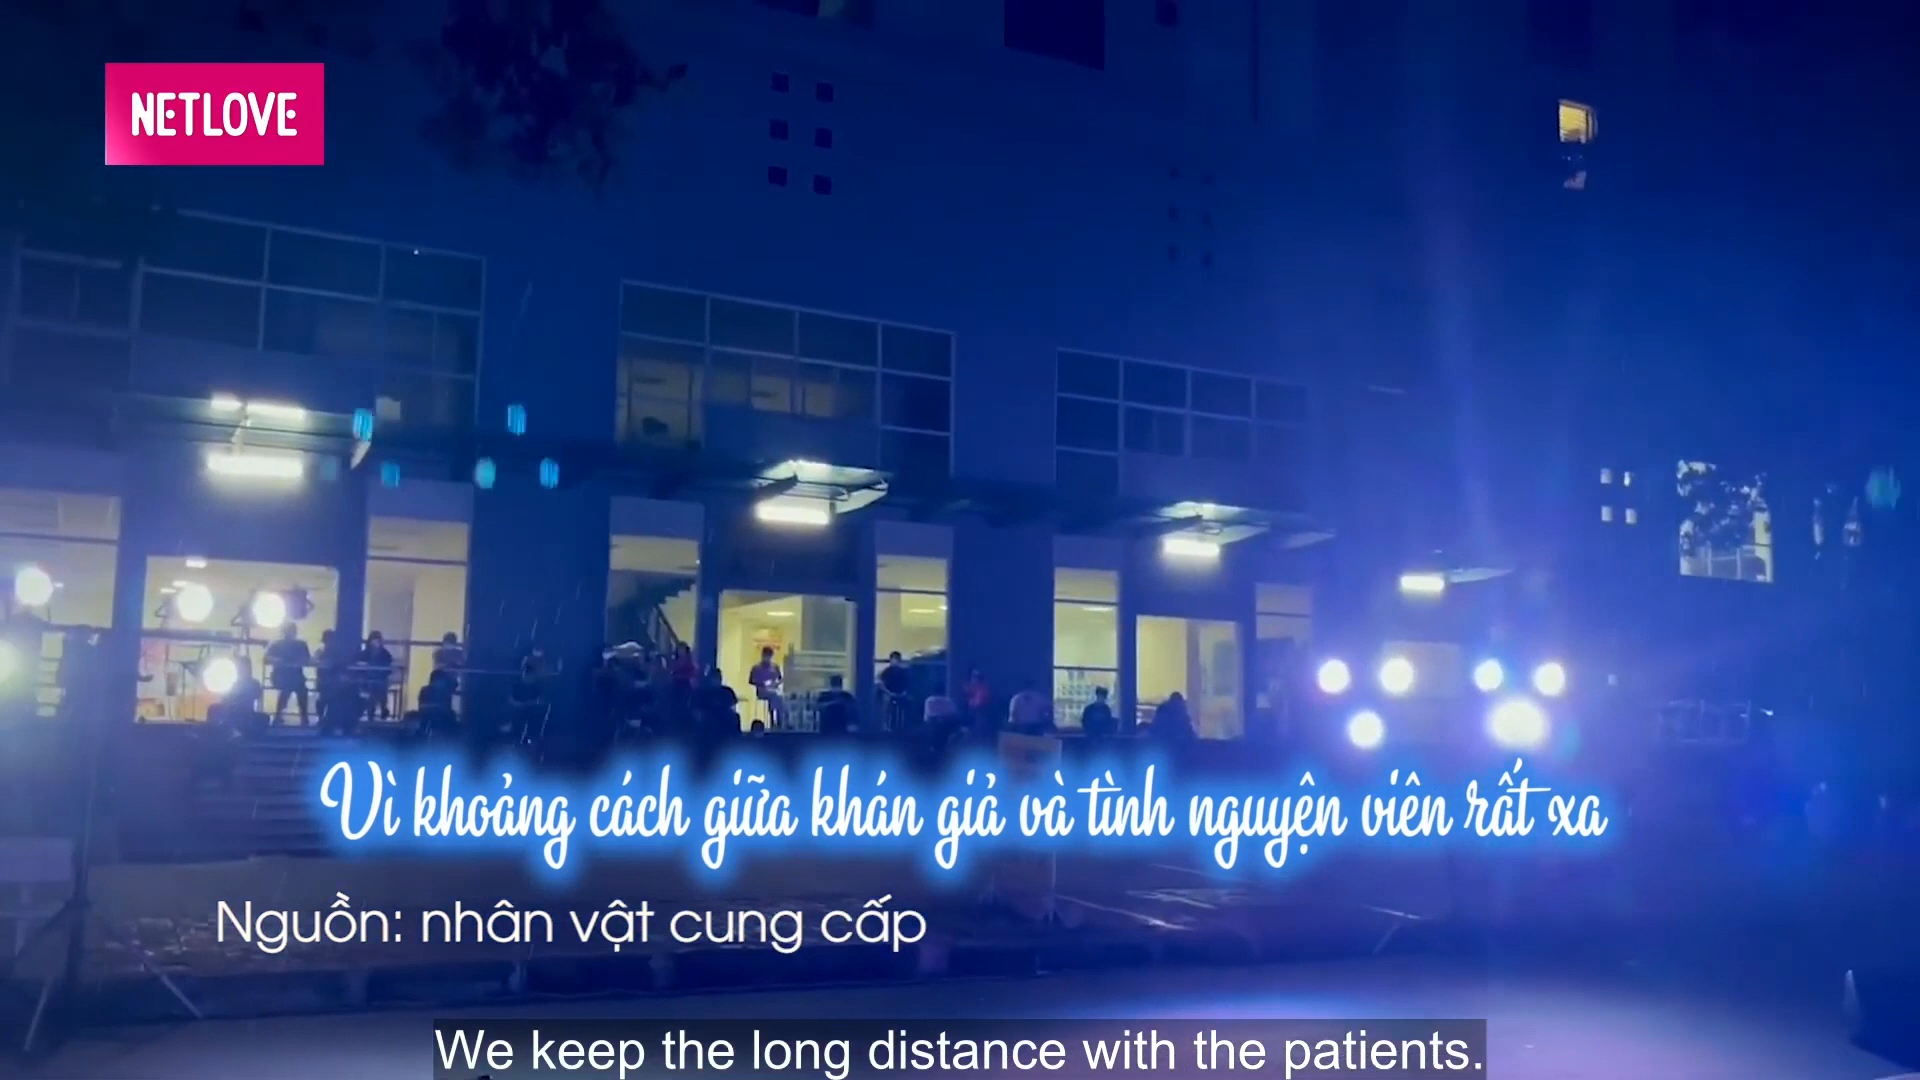 NETLOVE
Vì khoảng cách giữa khán giả và tình nguyện viên rất xa
Nguồn: nhân vật cung cấp
We keep the long distance with the patients.